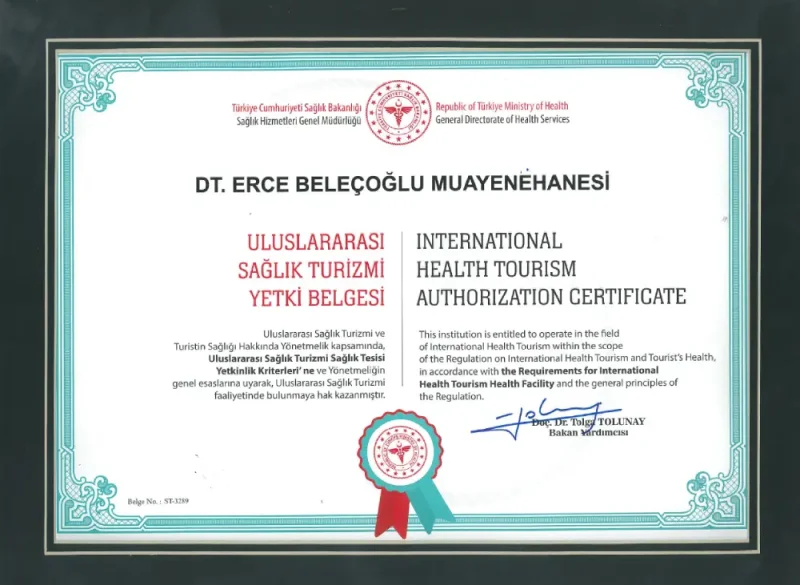 Türkiye Cumhuriyeti Sağlık Bakanlığı
Sağlık Hizmetleri Genel Müdürlüğü
Republic of Türkiye Ministry of Health
General Directorate of Health Services
DT. ERCE BELEÇOĞLU MUAYENEHANESİ
ULUSLARARASI
SAĞLIK TURİZMİ
YETKİ BELGESİ
INTERNATIONAL
HEALTH TOURISM
AUTHORIZATION CERTIFICATE
Uluslararası Sağlık Turizmi ve
Turistin Sağlığı Hakkında Yönetmelik kapsamında,
Uluslararası Sağlık Turizmi Sağlık Tesisi
Yetkinlik Kriterleri' ne ve Yönetmeliğin
genel esaslarına uyarak, Uluslararası Sağlık Turizmi
faaliyetinde bulunmaya hak kazanmıştır.
This institution is entitled to operate in the field
of International Health Tourism within the scope
of the Regulation on International Health Tourism and Tourist's Health,
in accordance with the Requirements for International
Health Tourism Health Facility and the general principles of
the Regulation.
Doç. Dr. Tolga TOLUNAY
Bakan Yardımcısı
Belge No. : ST-3289